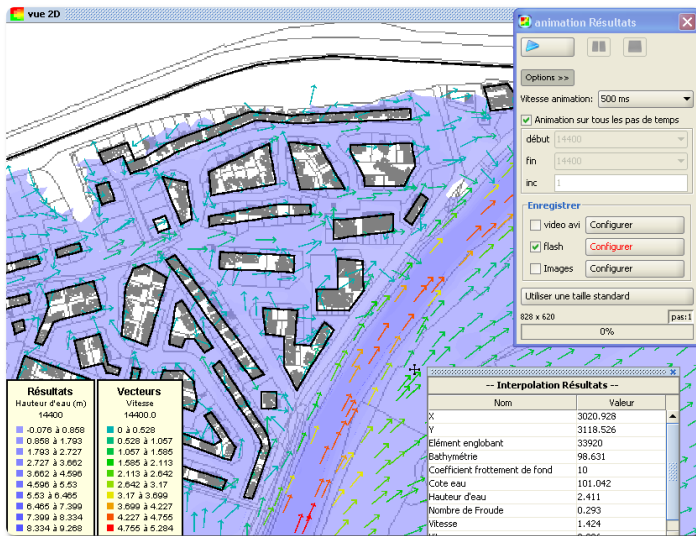 vue 2D
animation Résultats
Options >>
Vitesse animation: 500 ms
Animation sur tous les pas de temps
début 14400
fin 14400
inc 1
Enregistrer
video avi Configurer
flash Configurer
Images Configurer
Utiliser une taille standard
828 x 620 pas:1
0%
Résultats
Hauteur d'eau (m)
14400
-0.076 à 0.858
0.858 à 1.793
1.793 à 2.727
2.727 à 3.662
3.662 à 4.596
4.596 à 5.53
5.53 à 6.465
6.465 à 7.399
7.399 à 8.334
8.334 à 9.268
Vecteurs
Vitesse
14400.0
0 à 0.528
0.528 à 1.057
1.057 à 1.585
1.585 à 2.113
2.113 à 2.642
2.642 à 3.17
3.17 à 3.699
3.699 à 4.227
4.227 à 4.755
4.755 à 5.284
-- Interpolation Résultats --
Nom Valeur
X 3020.928
Y 3118.526
Elément englobant 33920
Bathymétrie 98.631
Coefficient frottement de fond 10
Cote eau 101.042
Hauteur d'eau 2.411
Nombre de Froude 0.293
Vitesse 1.424